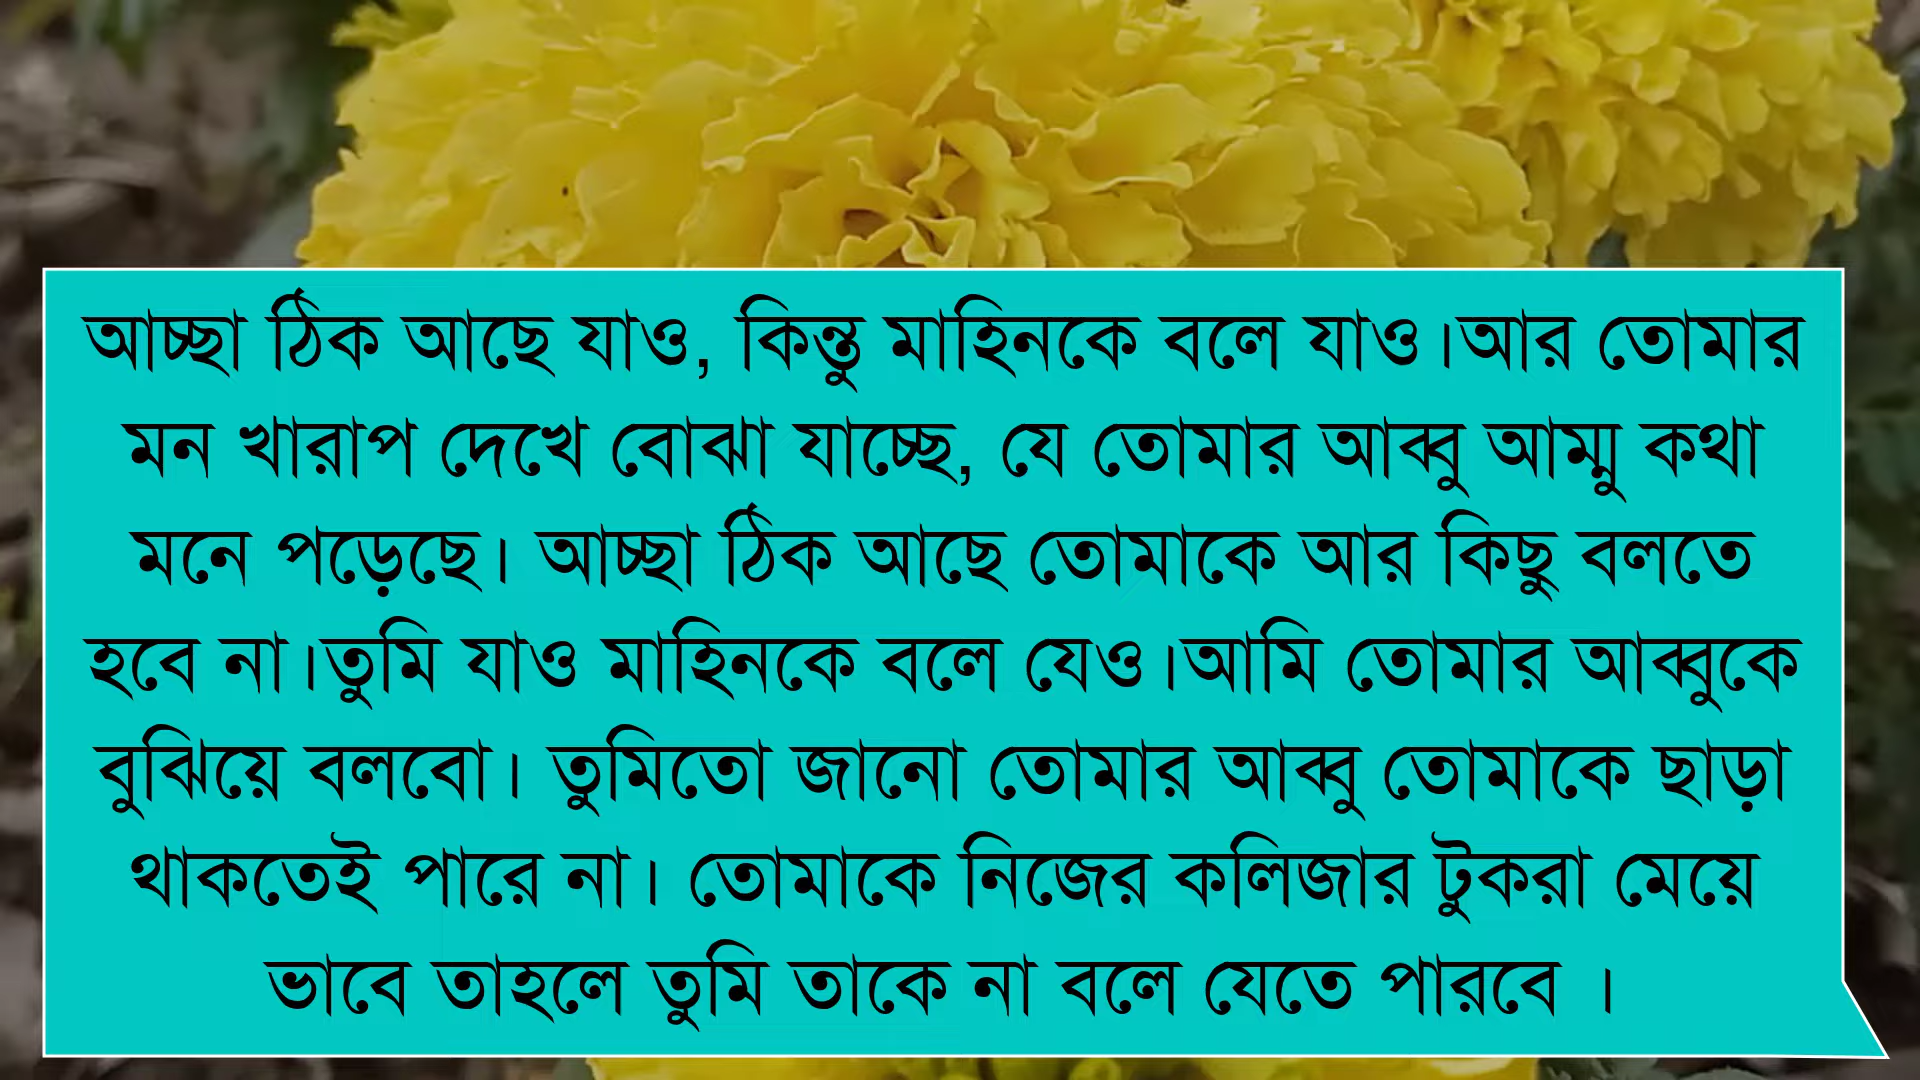 আচ্ছা ঠিক আছে যাও, কিন্তু মাহিনকে বলে যাও।আর তোমার
মন খারাপ দেখে বোঝা যাচ্ছে, যে তোমার আব্বু আম্মু কথা
মনে পড়েছে। আচ্ছা ঠিক আছে তোমাকে আর কিছু বলতে
হবে না।তুমি যাও মাহিনকে বলে যেও।আমি তোমার আব্বুকে
বুঝিয়ে বলবো। তুমিতো জানো তোমার আব্বু তোমাকে ছাড়া
থাকতেই পারে না। তোমাকে নিজের কলিজার টুকরা মেয়ে
ভাবে তাহলে তুমি তাকে না বলে যেতে পারবে ।